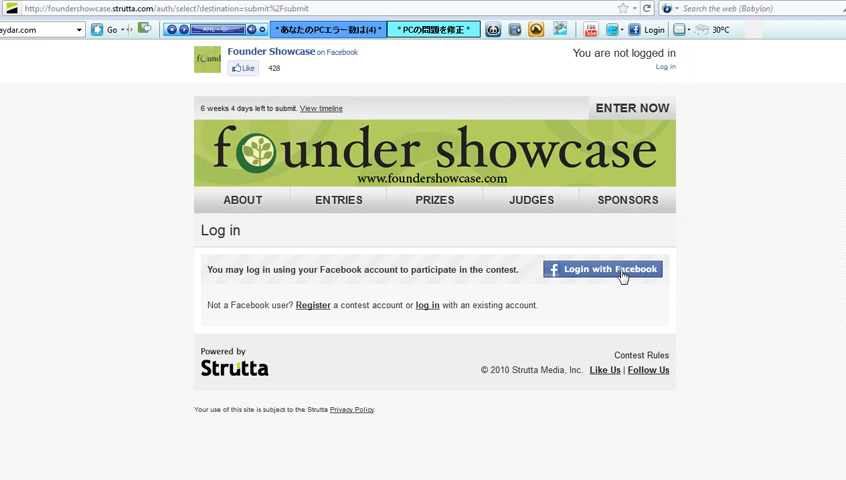 http://foundershowcase.strutta.com/auth/select?destination=submit%2Fsubmit
aydar.com
Go
*あなたのPCエラー数は(4)*
*PCの問題を修正*
Login
Search the web (Babylon)
30°C
found
Founder Showcase on Facebook
Like 428
You are not logged in
Log in
6 weeks 4 days left to submit. View timeline
ENTER NOW
founder showcase
www.foundershowcase.com
ABOUT ENTRIES PRIZES JUDGES SPONSORS
Log in
You may log in using your Facebook account to participate in the contest.
Login with Facebook
Not a Facebook user? Register a contest account or log in with an existing account.
Powered by
Strutta
Contest Rules
© 2010 Strutta Media, Inc. Like Us | Follow Us
Your use of this site is subject to the Strutta Privacy Policy.